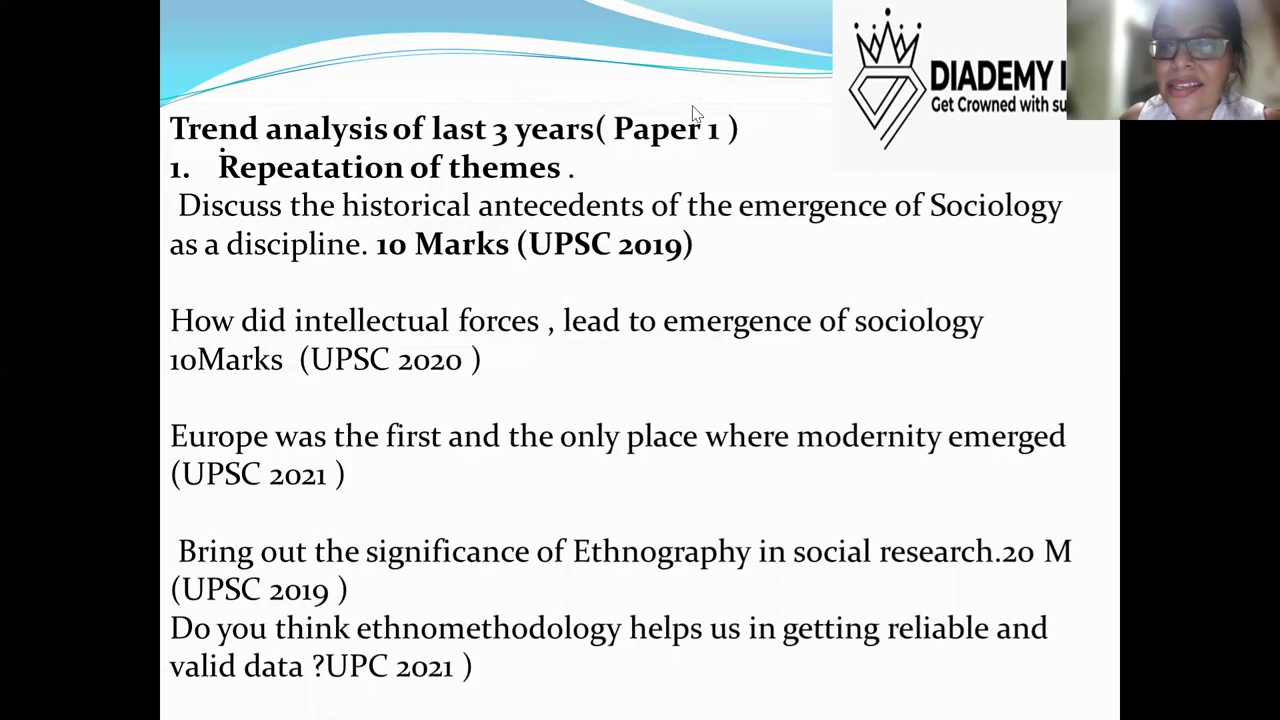 DIADEMY
Get Crowned with su
Trend analysis of last 3 years( Paper 1 )
1. Repeatation of themes .
Discuss the historical antecedents of the emergence of Sociology
as a discipline. 10 Marks (UPSC 2019)
How did intellectual forces , lead to emergence of sociology
10Marks (UPSC 2020 )
Europe was the first and the only place where modernity emerged
(UPSC 2021 )
Bring out the significance of Ethnography in social research.20 M
(UPSC 2019 )
Do you think ethnomethodology helps us in getting reliable and
valid data ?UPC 2021 )